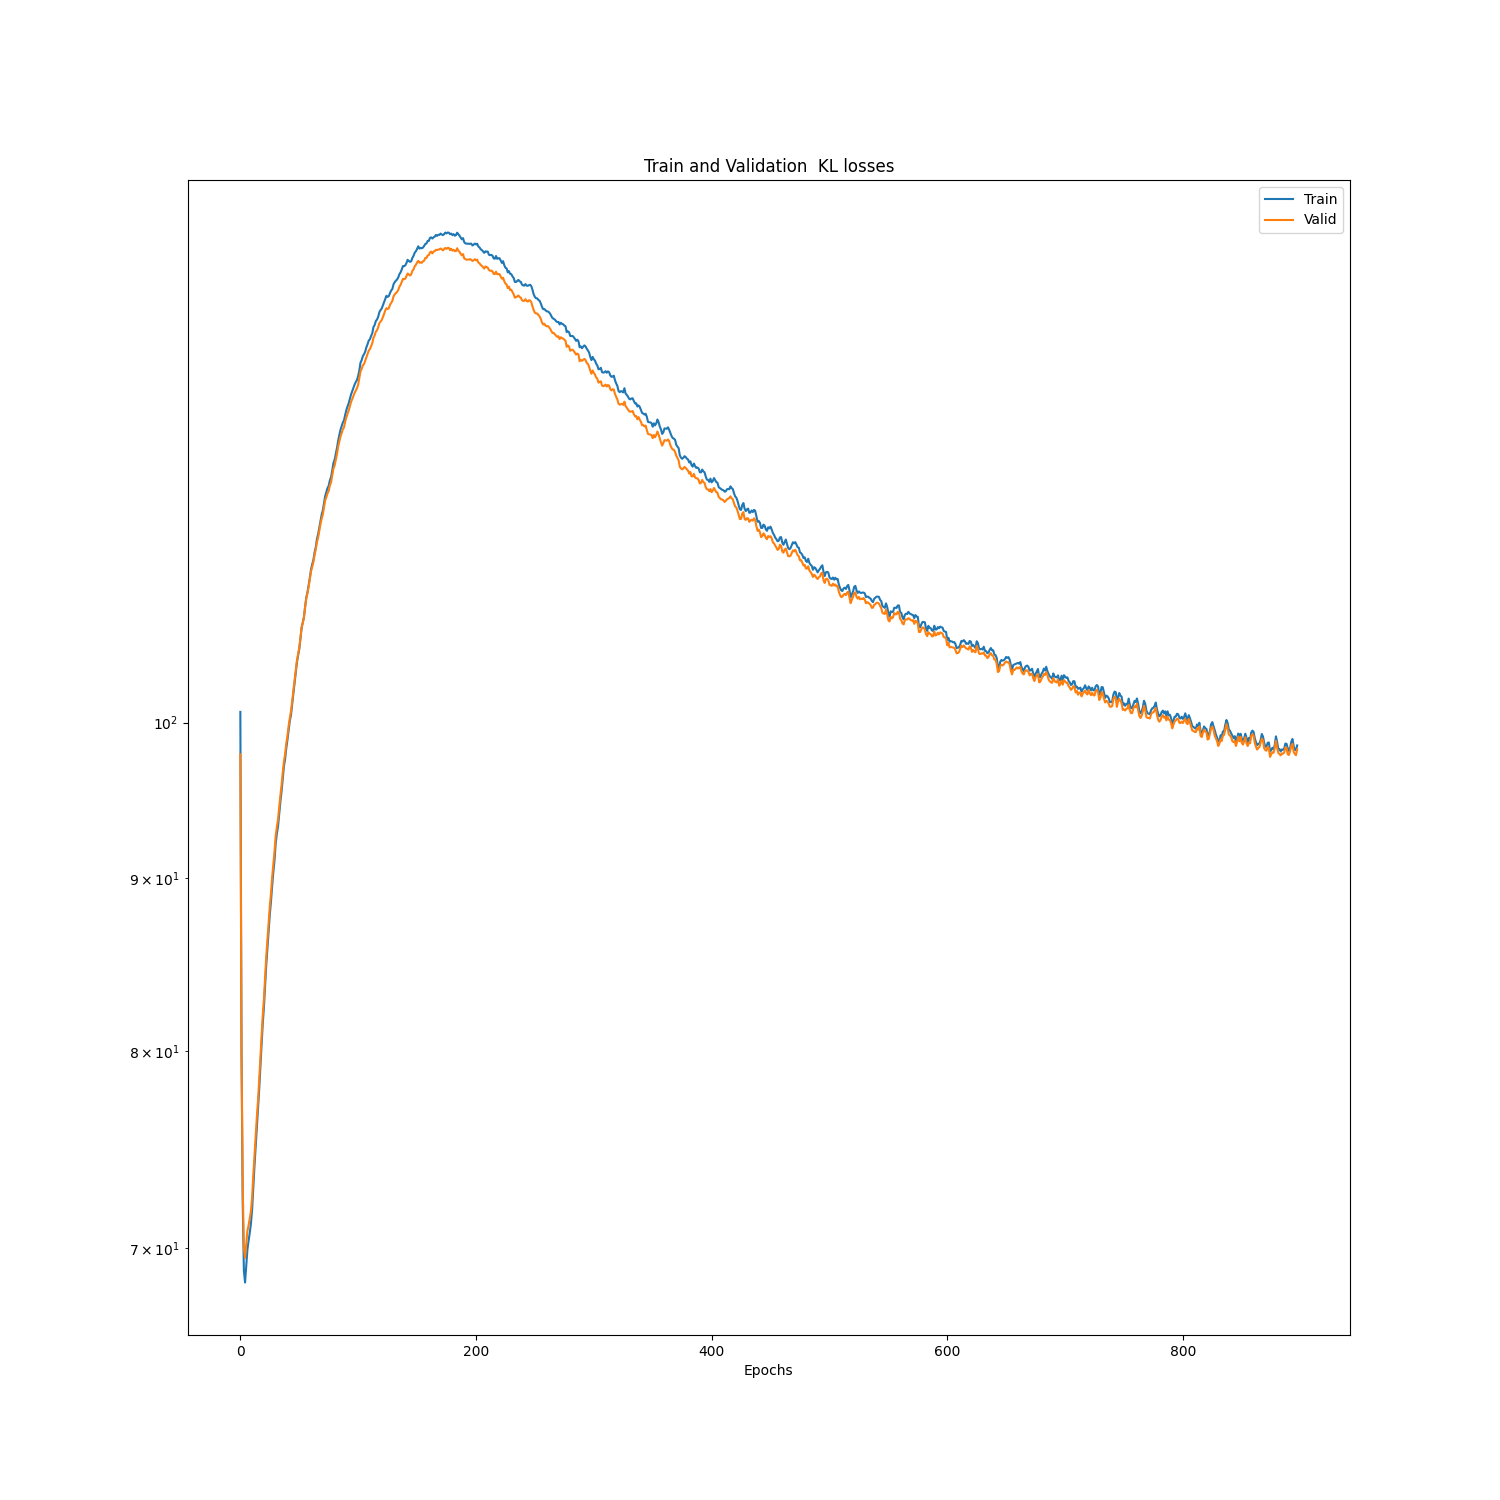 Train and Validation  KL losses
Train
Valid
10²
9 × 10¹
8 × 10¹
7 × 10¹
0 200 400 600 800
Epochs